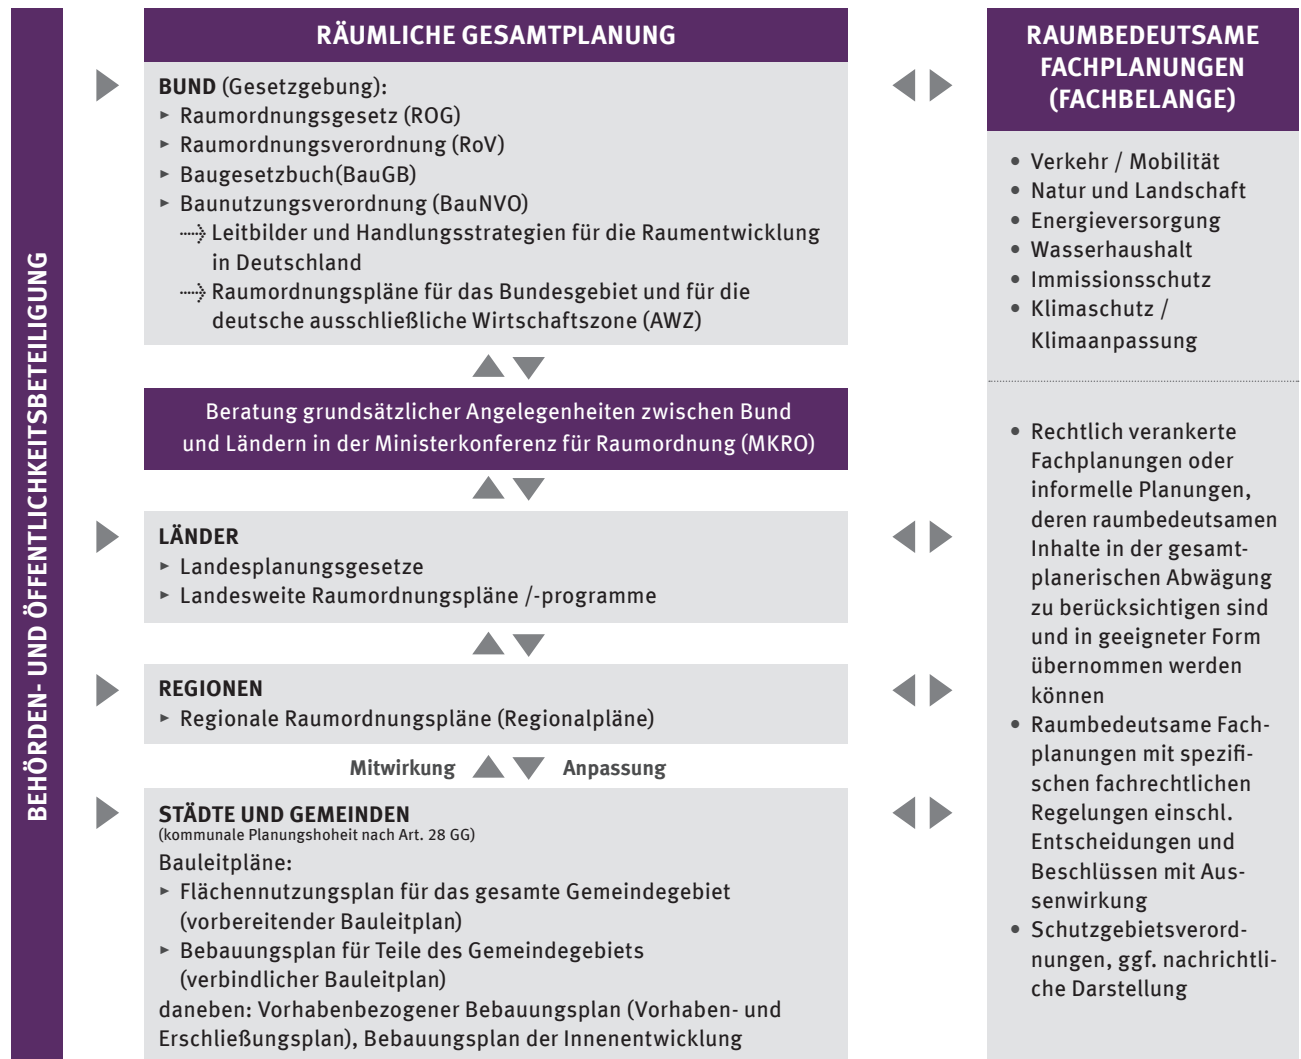 BEHÖRDEN- UND ÖFFENTLICHKEITSBETEILIGUNG
RÄUMLICHE GESAMTPLANUNG
BUND (Gesetzgebung):
► Raumordnungsgesetz (ROG)
► Raumordnungsverordnung (RoV)
► Baugesetzbuch(BauGB)
► Baunutzungsverordnung (BauNVO)
Leitbilder und Handlungsstrategien für die Raumentwicklung
in Deutschland
Raumordnungspläne für das Bundesgebiet und für die
deutsche ausschließliche Wirtschaftszone (AWZ)
Beratung grundsätzlicher Angelegenheiten zwischen Bund
und Ländern in der Ministerkonferenz für Raumordnung (MKRO)
LÄNDER
► Landesplanungsgesetze
► Landesweite Raumordnungspläne /-programme
REGIONEN
► Regionale Raumordnungspläne (Regionalpläne)
Mitwirkung Anpassung
STÄDTE UND GEMEINDEN
(kommunale Planungshoheit nach Art. 28 GG)
Bauleitpläne:
► Flächennutzungsplan für das gesamte Gemeindegebiet
(vorbereitender Bauleitplan)
► Bebauungsplan für Teile des Gemeindegebiets
(verbindlicher Bauleitplan)
daneben: Vorhabenbezogener Bebauungsplan (Vorhaben- und
Erschließungsplan), Bebauungsplan der Innenentwicklung
RAUMBEDEUTSAME
FACHPLANUNGEN
(FACHBELANGE)
• Verkehr / Mobilität
• Natur und Landschaft
• Energieversorgung
• Wasserhaushalt
• Immissionsschutz
• Klimaschutz /
Klimaanpassung
• Rechtlich verankerte
Fachplanungen oder
informelle Planungen,
deren raumbedeutsamen
Inhalte in der gesamt-
planerischen Abwägung
zu berücksichtigen sind
und in geeigneter Form
übernommen werden
können
• Raumbedeutsame Fach-
planungen mit spezifi-
schen fachrechtlichen
Regelungen einschl.
Entscheidungen und
Beschlüssen mit Aus-
senwirkung
• Schutzgebietsverord-
nungen, ggf. nachrichtli-
che Darstellung